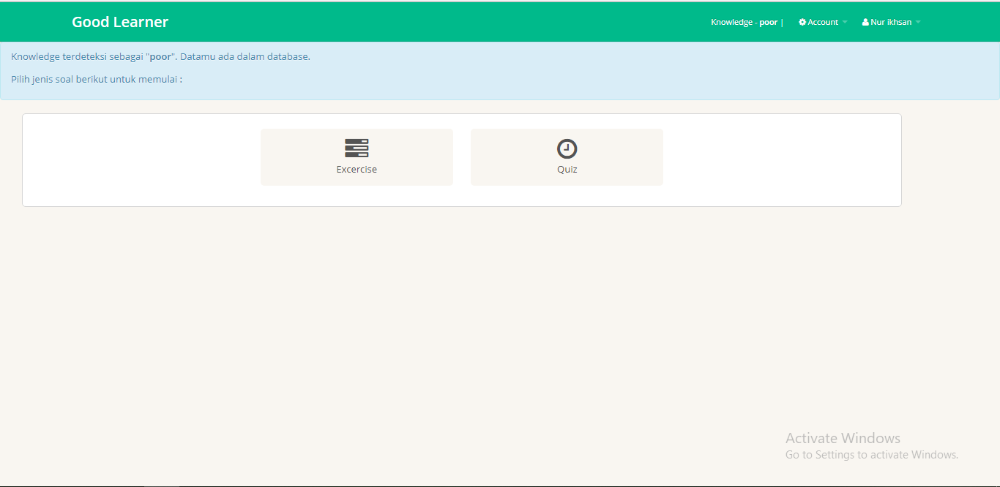 Good Learner
Knowledge - poor |
Account
Nur ikhsan
Knowledge terdeteksi sebagai "poor". Datamu ada dalam database.
Pilih jenis soal berikut untuk memulai :
Excercise
Quiz
Activate Windows
Go to Settings to activate Windows.